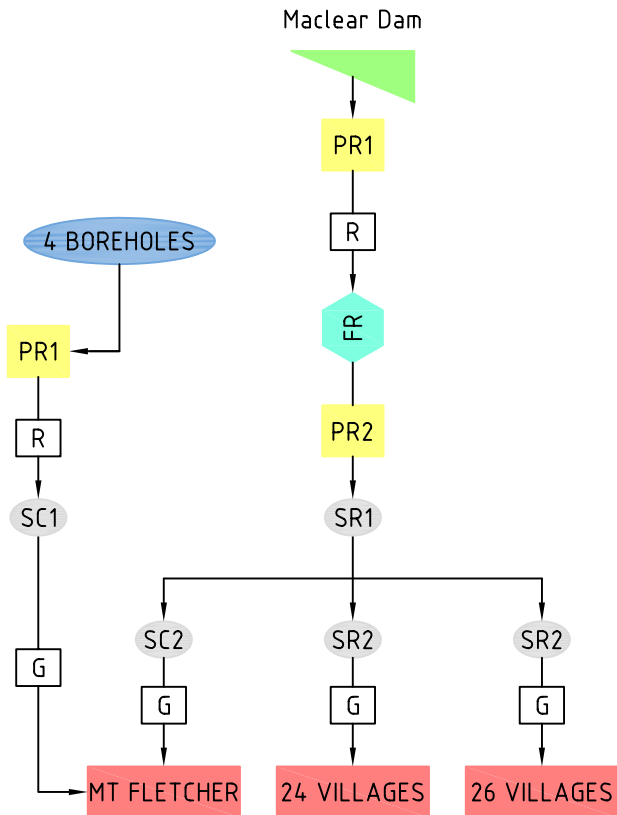 Maclear Dam
PR1
R
4 BOREHOLES
FR
PR1
PR2
R
SC1
SR1
SC2
SR2
SR2
G
G
G
G
MT FLETCHER
24 VILLAGES
26 VILLAGES